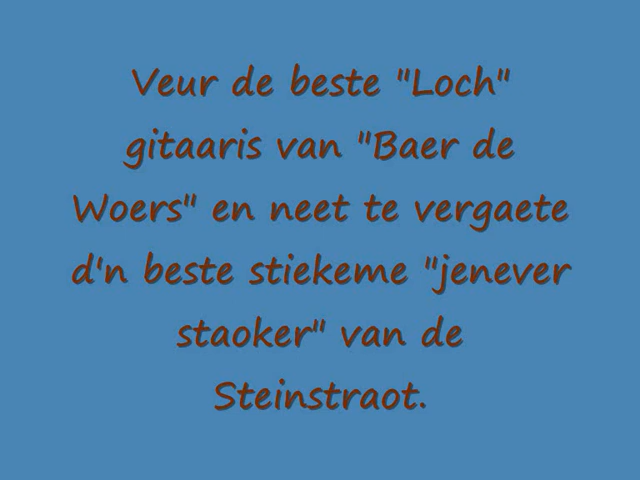 Veur de beste "Loch"
gitaaris van "Baer de
Woers" en neet te vergaete
d'n beste stiekeme "jenever
staoker" van de
Steinstraot.